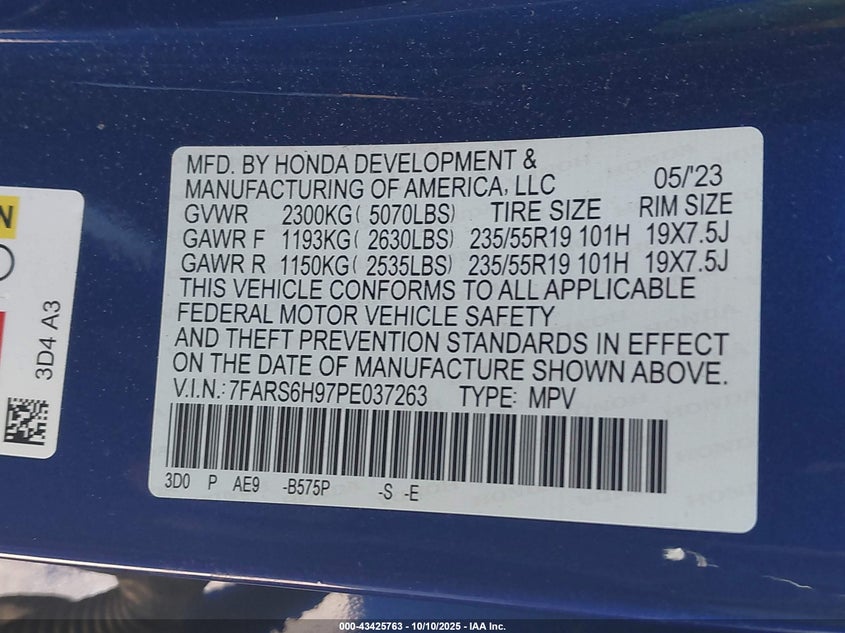 MFD. BY HONDA DEVELOPMENT &
MANUFACTURING OF AMERICA, LLC 05/'23
GVWR 2300KG( 5070LBS) TIRE SIZE RIM SIZE
GAWR F 1193KG( 2630LBS) 235/55R19 101H 19X7.5J
GAWR R 1150KG( 2535LBS) 235/55R19 101H 19X7.5J
THIS VEHICLE CONFORMS TO ALL APPLICABLE
FEDERAL MOTOR VEHICLE SAFETY
AND THEFT PREVENTION STANDARDS IN EFFECT
ON THE DATE OF MANUFACTURE SHOWN ABOVE.
V.I.N.: 7FARS6H97PE037263 TYPE: MPV
3D0 P AE9 -B575P -S -E
N
3D4 A3
000-43425763 - 10/10/2025 - IAA Inc.